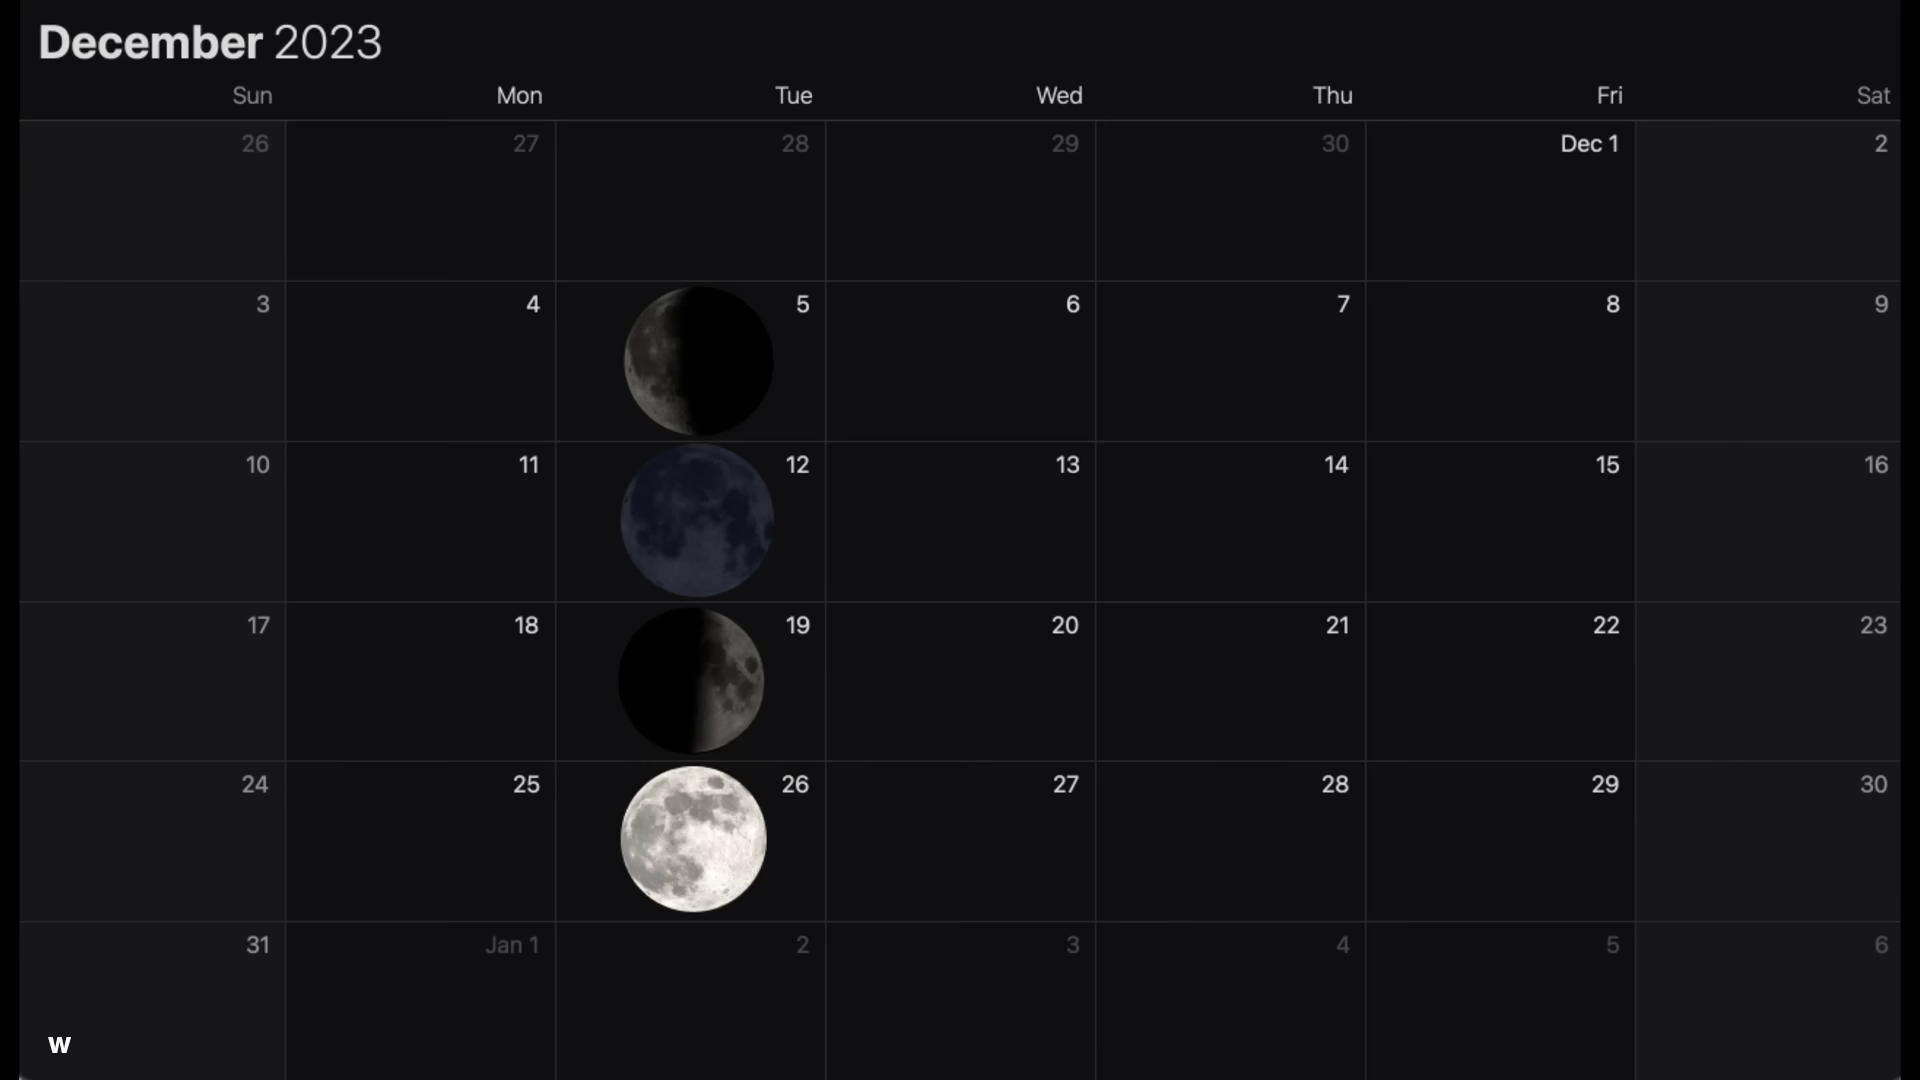 December 2023
Sun Mon Tue Wed Thu Fri Sat
26 27 28 29 30 Dec 1 2
3 4 5 6 7 8 9
10 11 12 13 14 15 16
17 18 19 20 21 22 23
24 25 26 27 28 29 30
31 Jan 1 2 3 4 5 6
w